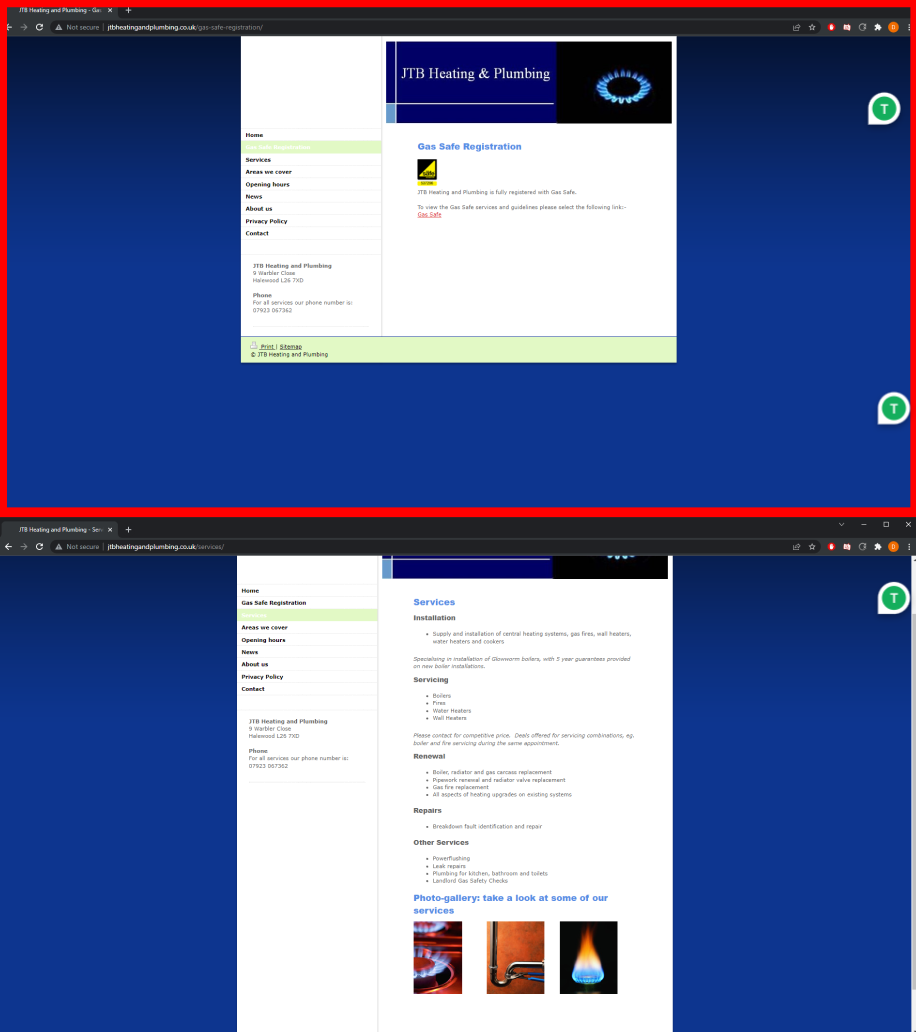 JTB Heating and Plumbing - Ga
Not secure | jtbheatingandplumbing.co.uk/gas-safe-registration/
JTB Heating & Plumbing
Home
Gas Safe Registration
Services
Areas we cover
Opening hours
News
About us
Privacy Policy
Contact
JTB Heating and Plumbing
9 Warbler Close
Halewood L26 7XD
Phone
For all services our phone number is:
07923 067362
Gas Safe Registration
JTB Heating and Plumbing is fully registered with Gas Safe.
To view the Gas Safe services and guidelines please select the following link:-
Gas Safe
Print | Sitemap
© JTB Heating and Plumbing
T
T
JTB Heating and Plumbing - Ser
Not secure | jtbheatingandplumbing.co.uk/services/
T
Home
Gas Safe Registration
Services
Areas we cover
Opening hours
News
About us
Privacy Policy
Contact
JTB Heating and Plumbing
9 Warbler Close
Halewood L26 7XD
Phone
For all services our phone number is:
07923 067362
Services
Installation
Supply and installation of central heating systems, gas fires, wall heaters,
water heaters and cookers
Specialising in installation of Glowworm boilers, with 5 year guarantees provided
on new boiler installations.
Servicing
Boilers
Fires
Water Heaters
Wall Heaters
Please contact for competitive price. Deals offered for servicing combinations, eg.
boiler and fire servicing during the same appointment.
Renewal
Boiler, radiator and gas carcass replacement
Pipework renewal and radiator valve replacement
Gas fire replacement
All aspects of heating upgrades on existing systems
Repairs
Breakdown fault identification and repair
Other Services
Powerflushing
Leak repairs
Plumbing for kitchen, bathroom and toilets
Landlord Gas Safety Checks
Photo-gallery: take a look at some of our
services